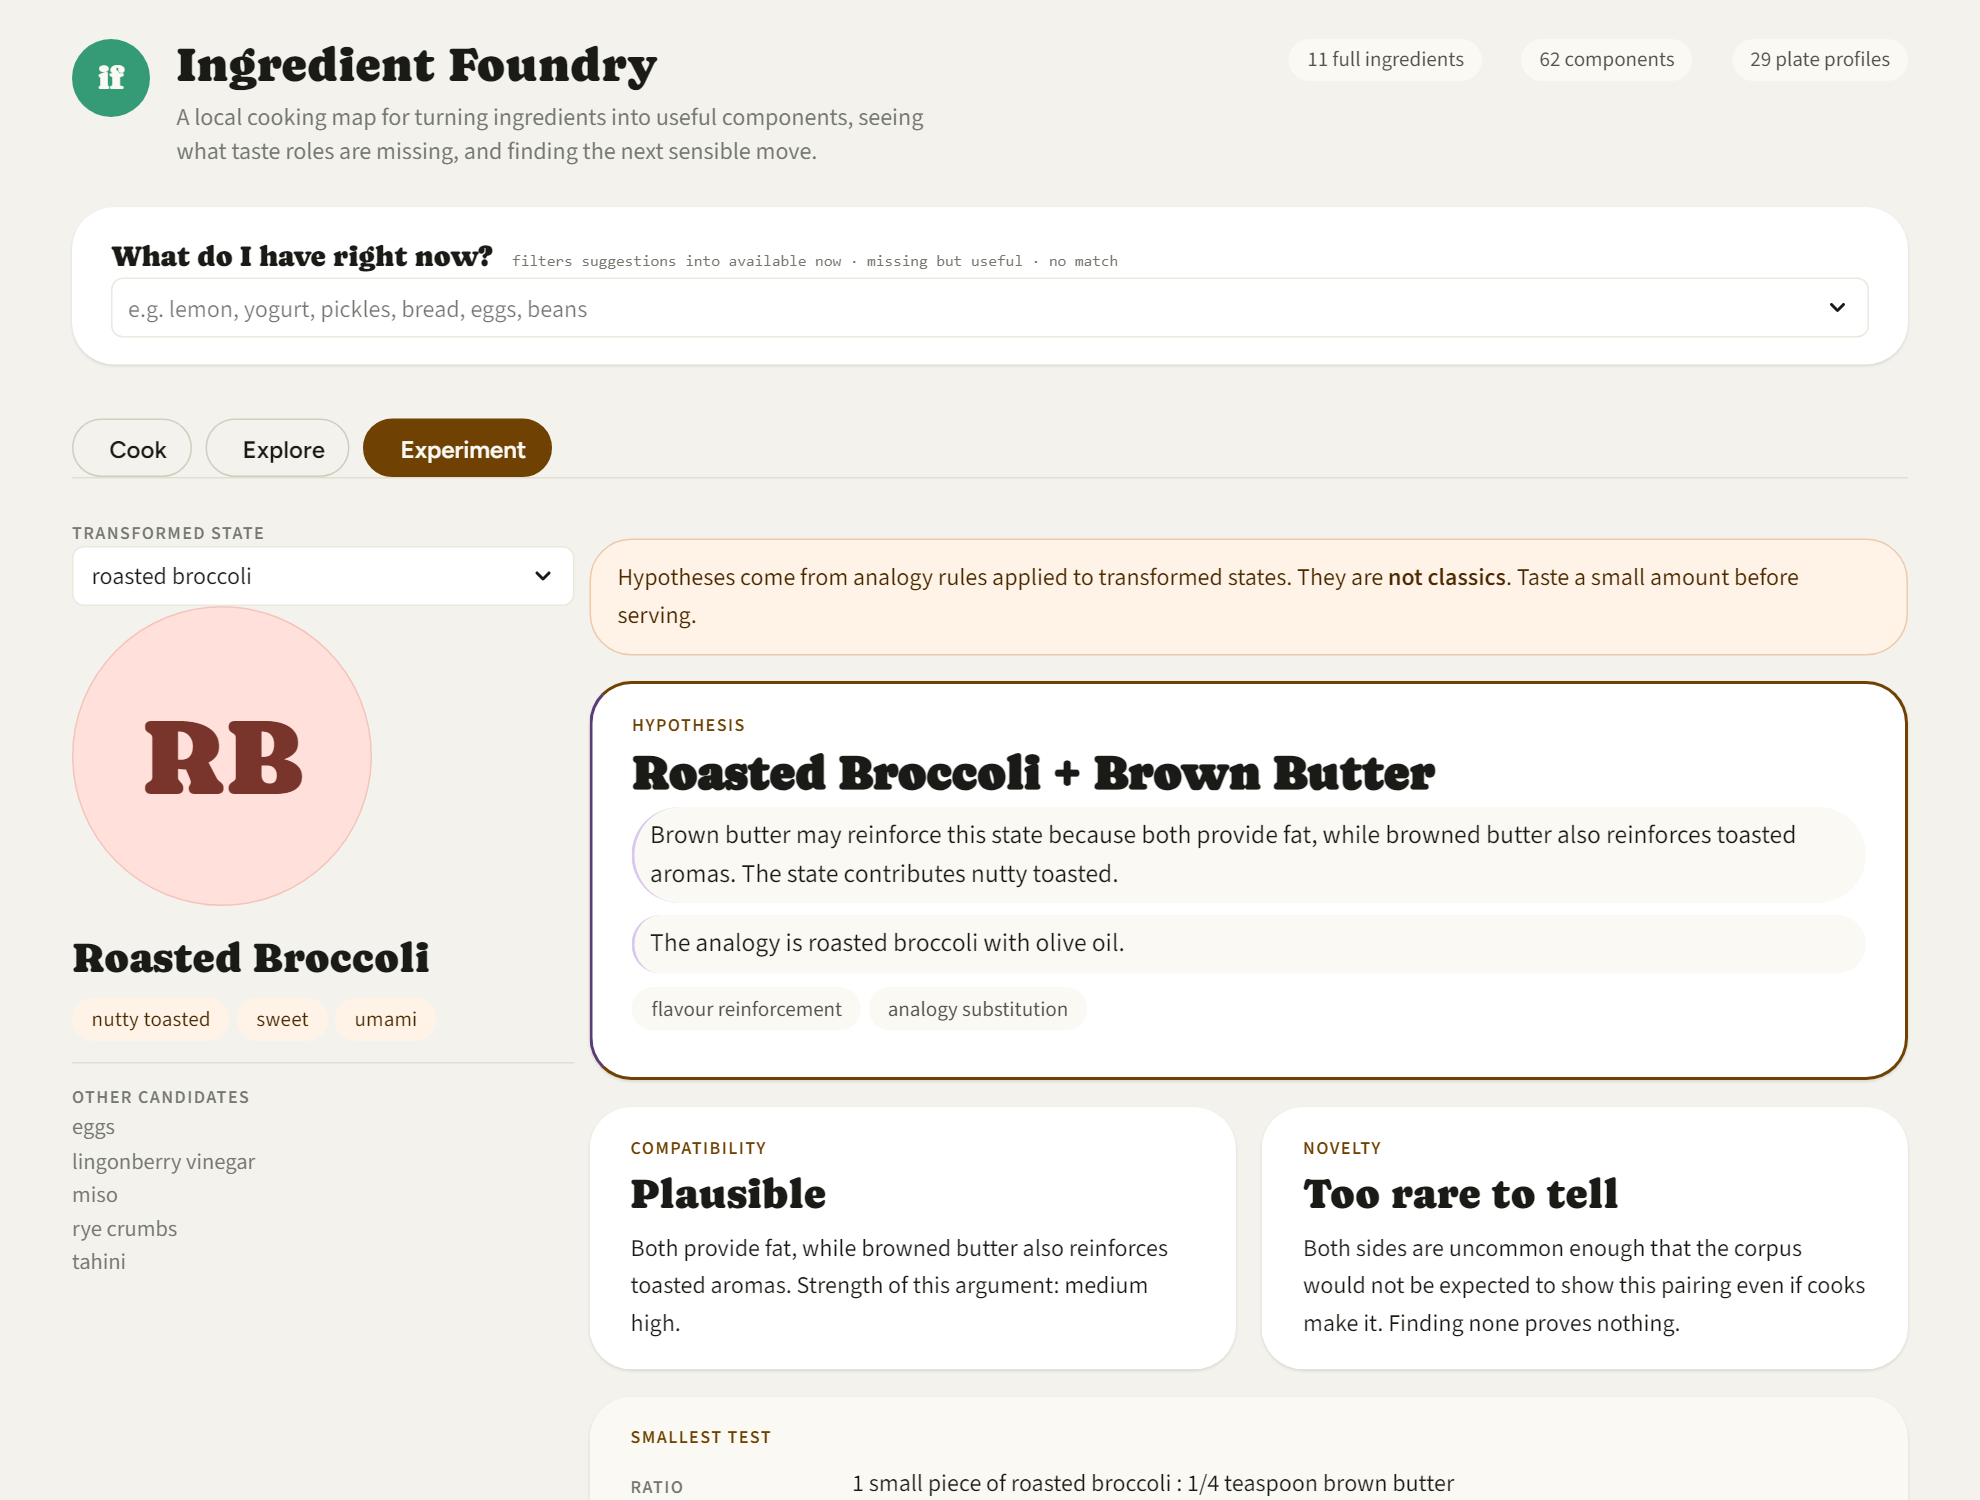 if
Ingredient Foundry
A local cooking map for turning ingredients into useful components, seeing
what taste roles are missing, and finding the next sensible move.
11 full ingredients
62 components
29 plate profiles
What do I have right now?
filters suggestions into available now · missing but useful · no match
e.g. lemon, yogurt, pickles, bread, eggs, beans
Cook
Explore
Experiment
TRANSFORMED STATE
roasted broccoli
RB
Roasted Broccoli
nutty toasted
sweet
umami
OTHER CANDIDATES
eggs
lingonberry vinegar
miso
rye crumbs
tahini
Hypotheses come from analogy rules applied to transformed states. They are not classics. Taste a small amount before
serving.
HYPOTHESIS
Roasted Broccoli + Brown Butter
Brown butter may reinforce this state because both provide fat, while browned butter also reinforces toasted
aromas. The state contributes nutty toasted.
The analogy is roasted broccoli with olive oil.
flavour reinforcement
analogy substitution
COMPATIBILITY
Plausible
Both provide fat, while browned butter also reinforces
toasted aromas. Strength of this argument: medium
high.
NOVELTY
Too rare to tell
Both sides are uncommon enough that the corpus
would not be expected to show this pairing even if cooks
make it. Finding none proves nothing.
SMALLEST TEST
RATIO
1 small piece of roasted broccoli : 1/4 teaspoon brown butter